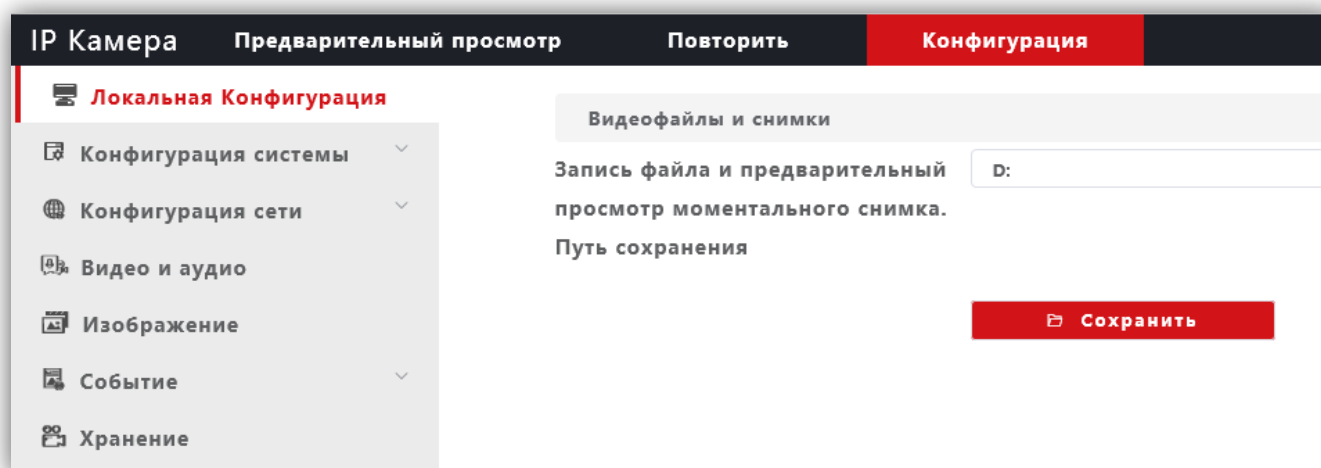 IP Камера Предварительный просмотр Повторить Конфигурация
Локальная Конфигурация
Конфигурация системы
Конфигурация сети
Видео и аудио
Изображение
Событие
Хранение
Видеофайлы и снимки
Запись файла и предварительный
просмотр моментального снимка.
Путь сохранения
D:
Сохранить